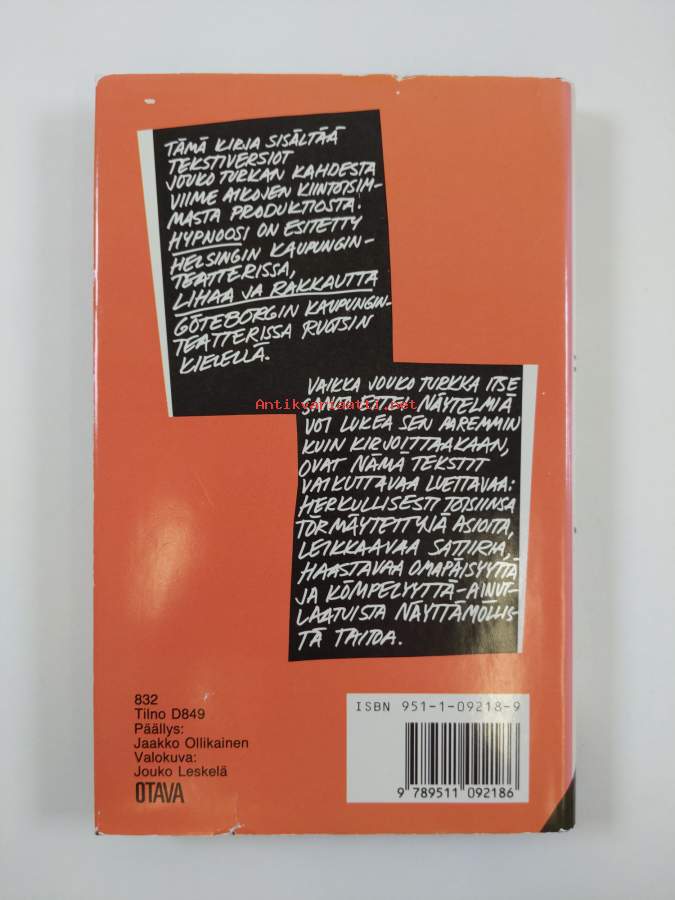 TÄMÄ KIRJA SISÄLTÄÄ
TEKSTIVERSIOT
JOUKO TURKAN KAHDESTA
VIIME AIKOJEN KIINTOISIM-
MASTA PRODUKTIOSTA.
HYPNOOSI ON ESITETTY
HELSINGIN KAUPUNGIN-
TEATTERISSA,
LIHAA JA RAKKAUTTA
GÖTEBORGIN KAUPUNGIN-
TEATTERISSA RUOTSIN
KIELELLÄ.
VAIKKA JOUKO TURKKA ITSE
SANOO ETTEI NÄYTELMIÄ
VOI LUKEA SEN PAREMMIN
KUIN KIRJOITTAAKAAN,
OVAT NÄMÄ TEKSTIT
VAIKUTTAVAA LUETTAVAA:
HERKULLISESTI TOISIINSA
TÖRMÄYTETTYJÄ ASIOITA,
LEIKKAAVAA SATIIRIA,
HAASTAVAA OMAPÄISYYTTÄ
JA KÖMPELYYTTÄ-AINUT-
LAATUISTA NÄYTTÄMÖLLIS-
TÄ TAITOA.
Antikvariaatti.net
832
Tilno D849
Päällys:
Jaakko Ollikainen
Valokuva:
Jouko Leskelä
OTAVA
ISBN 951-1-09218-9
9 789511 092186